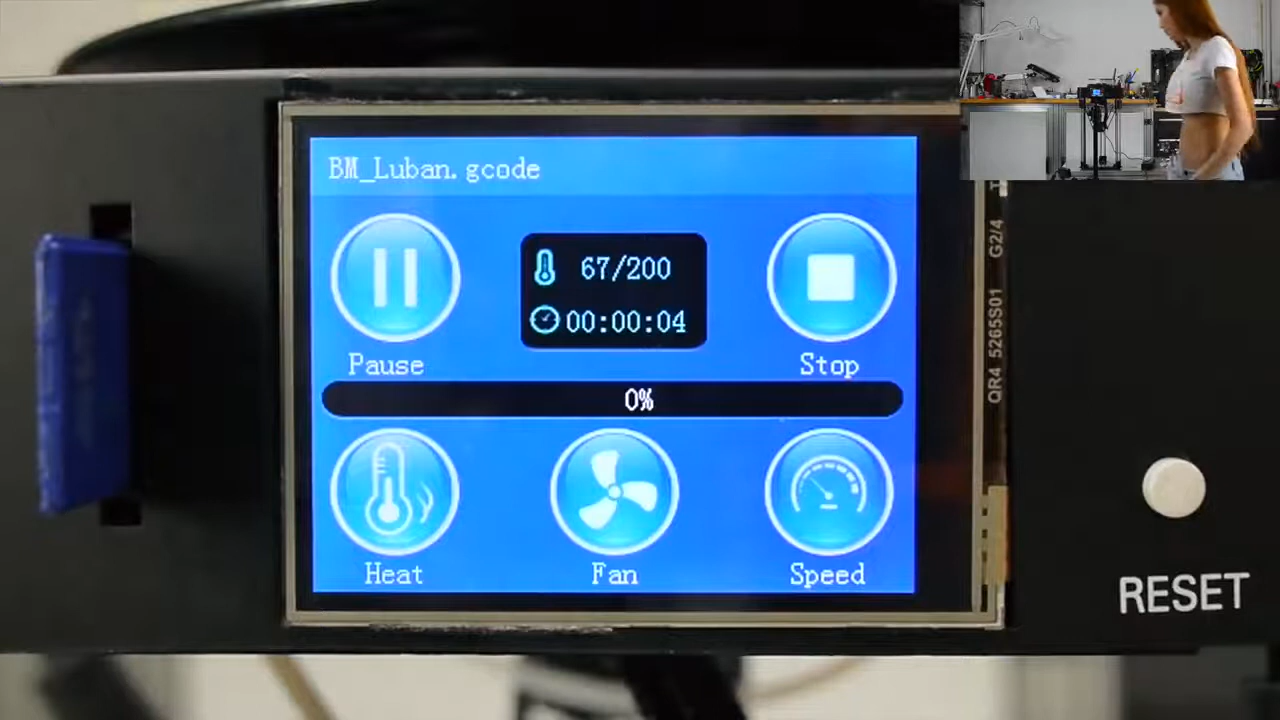 BM_Luban.gcode
67/200
00:00:04
Pause
Stop
0%
Heat
Fan
Speed
QR4 5265S01 G2/4
RESET